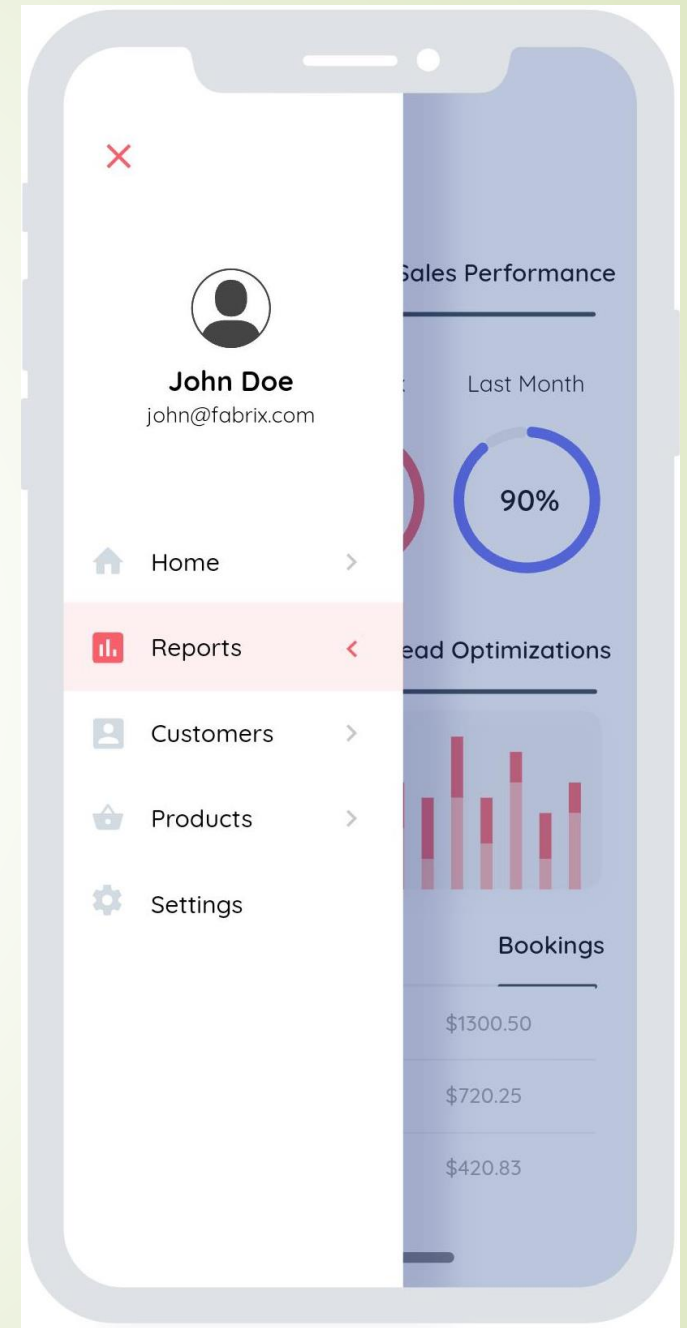 John Doe
john@fabrix.com
Home
Reports
Customers
Products
Settings
Sales Performance
Last Month
90%
ead Optimizations
Bookings
$1300.50
$720.25
$420.83